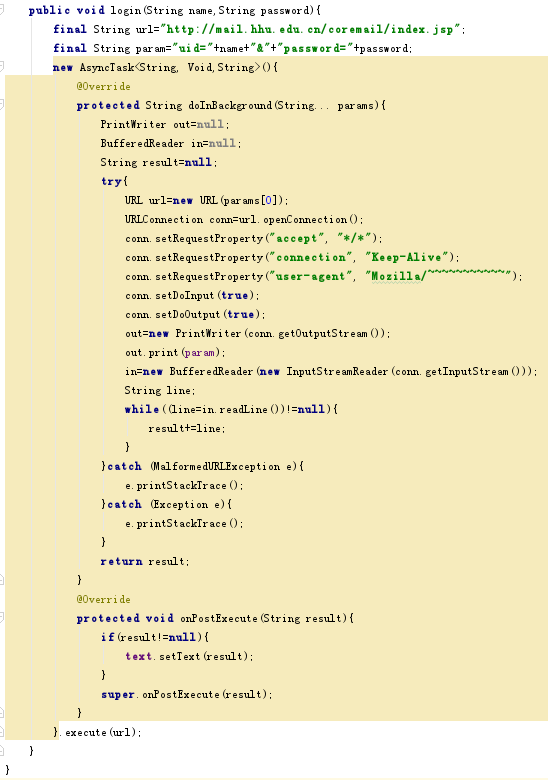 public void login(String name,String password){
    final String url="http://mail.hhu.edu.cn/coremail/index.jsp";
    final String param="uid="+name+"&"+"password="+password;
    new AsyncTask<String, Void,String>(){
        @Override
        protected String doInBackground(String... params){
            PrintWriter out=null;
            BufferedReader in=null;
            String result=null;
            try{
                URL url=new URL(params[0]);
                URLConnection conn=url.openConnection();
                conn.setRequestProperty("accept", "*/*");
                conn.setRequestProperty("connection", "Keep-Alive");
                conn.setRequestProperty("user-agent", "Mozilla/~~~~~~~~~~~");
                conn.setDoInput(true);
                conn.setDoOutput(true);
                out=new PrintWriter(conn.getOutputStream());
                out.print(param);
                in=new BufferedReader(new InputStreamReader(conn.getInputStream()));
                String line;
                while((line=in.readLine())!=null){
                    result+=line;
                }
            }catch (MalformedURLException e){
                e.printStackTrace();
            }catch (Exception e){
                e.printStackTrace();
            }
            return result;
        }
        @Override
        protected void onPostExecute(String result){
            if(result!=null){
                text.setText(result);
            }
            super.onPostExecute(result);
        }
    }.execute(url);
}
}